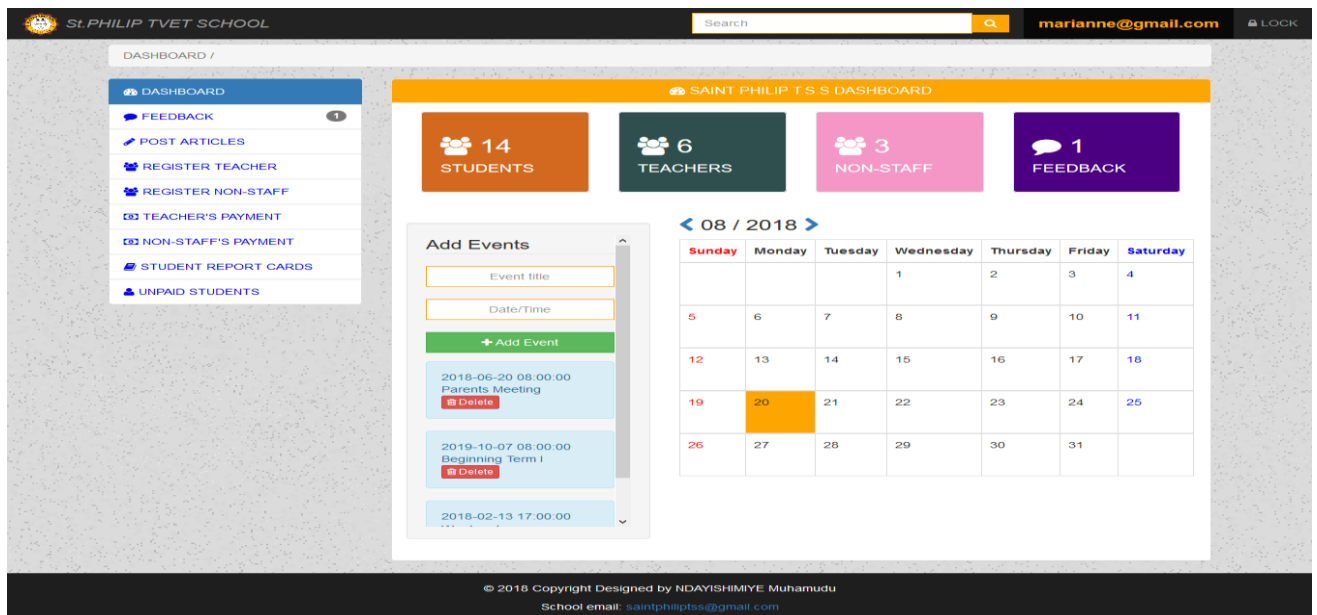 St.PHILIP TVET SCHOOL
Search
marianne@gmail.com
LOCK
DASHBOARD /
DASHBOARD
FEEDBACK 1
POST ARTICLES
REGISTER TEACHER
REGISTER NON-STAFF
TEACHER'S PAYMENT
NON-STAFF'S PAYMENT
STUDENT REPORT CARDS
UNPAID STUDENTS
SAINT PHILIP T.S.S DASHBOARD
14
STUDENTS
6
TEACHERS
3
NON-STAFF
1
FEEDBACK
Add Events
Event title
Date/Time
Add Event
2018-06-20 08:00:00
Parents Meeting
Delete
2019-10-07 08:00:00
Beginning Term I
Delete
2018-02-13 17:00:00
08 / 2018
Sunday Monday Tuesday Wednesday Thursday Friday Saturday
1 2 3 4
5 6 7 8 9 10 11
12 13 14 15 16 17 18
19 20 21 22 23 24 25
26 27 28 29 30 31
© 2018 Copyright Designed by NDAYISHIMIYE Muhamudu
School email: saintphiliptss@gmail.com